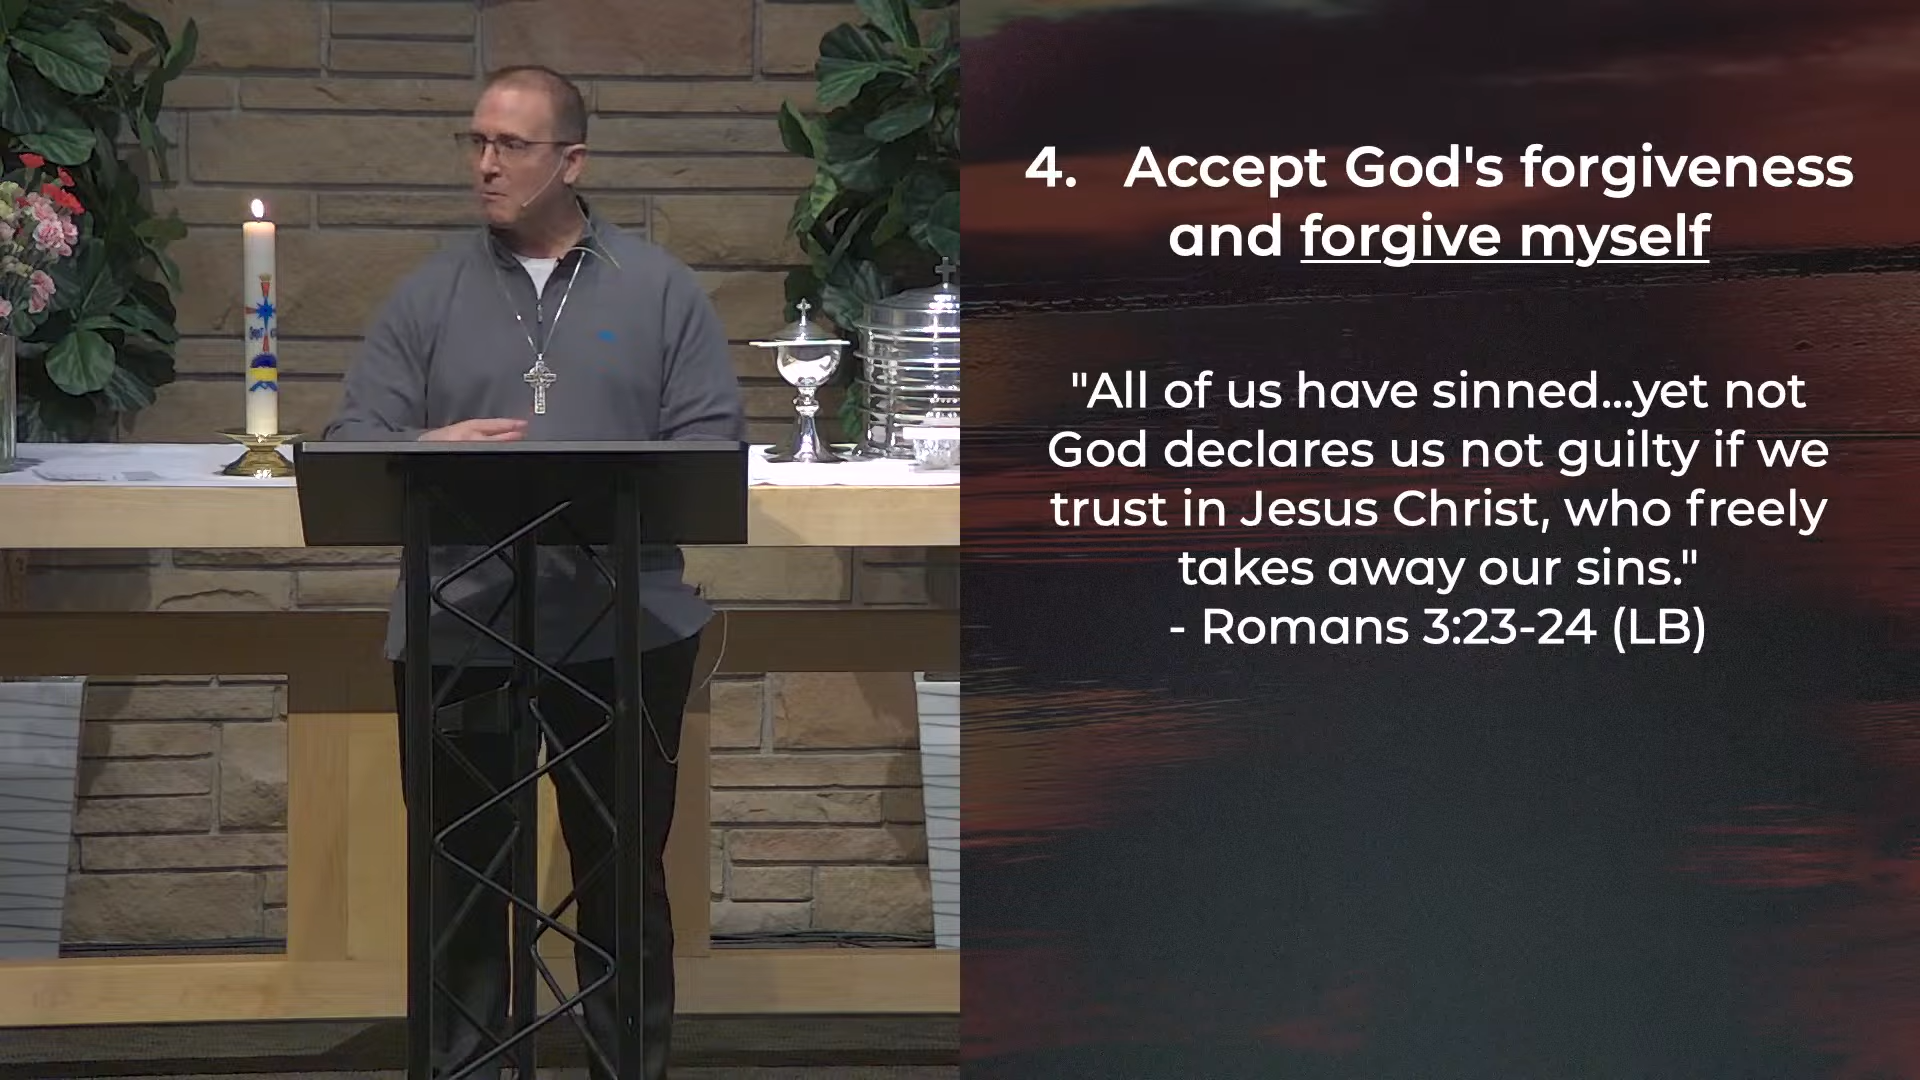 4. Accept God's forgiveness
and forgive myself
"All of us have sinned...yet not
God declares us not guilty if we
trust in Jesus Christ, who freely
takes away our sins."
- Romans 3:23-24 (LB)